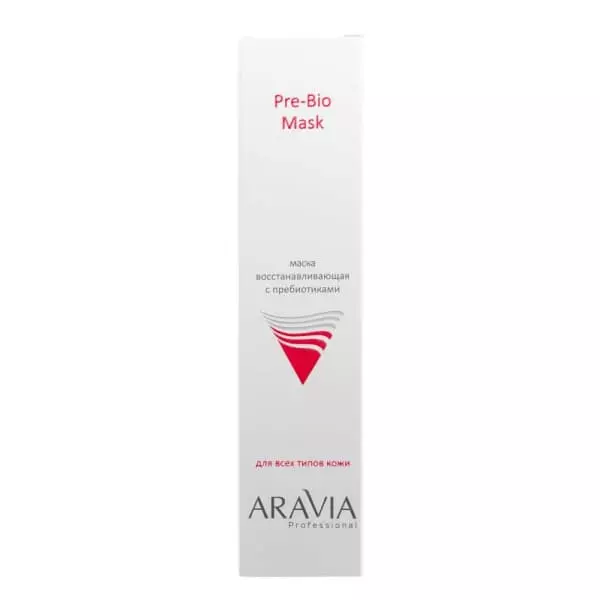 Pre-Bio
Mask
маска
восстанавливающая
с пребиотиками
для всех типов кожи
ARAVIA
Professional